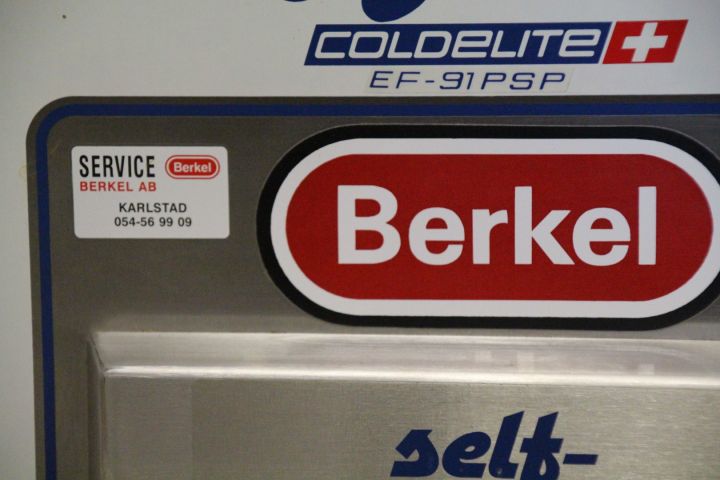 COLDELITE
EF-91PSP
SERVICE Berkel
BERKEL AB
KARLSTAD
054-56 99 09
Berkel
self-